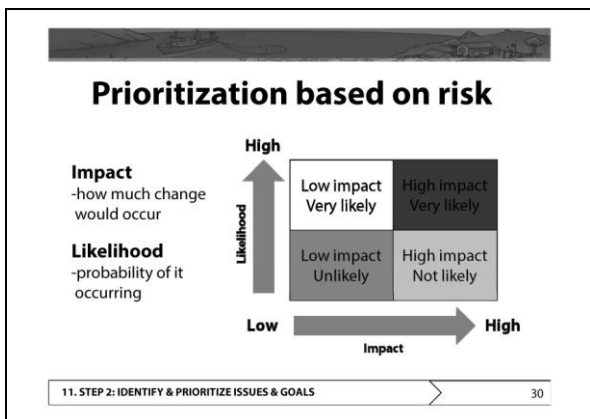 Prioritization based on risk
Impact
-how much change
would occur
Likelihood
-probability of it
occurring
High
Likelihood
Low impact
Very likely
High impact
Very likely
Low impact
Unlikely
High impact
Not likely
Low
High
Impact
11. STEP 2: IDENTIFY & PRIORITIZE ISSUES & GOALS
30